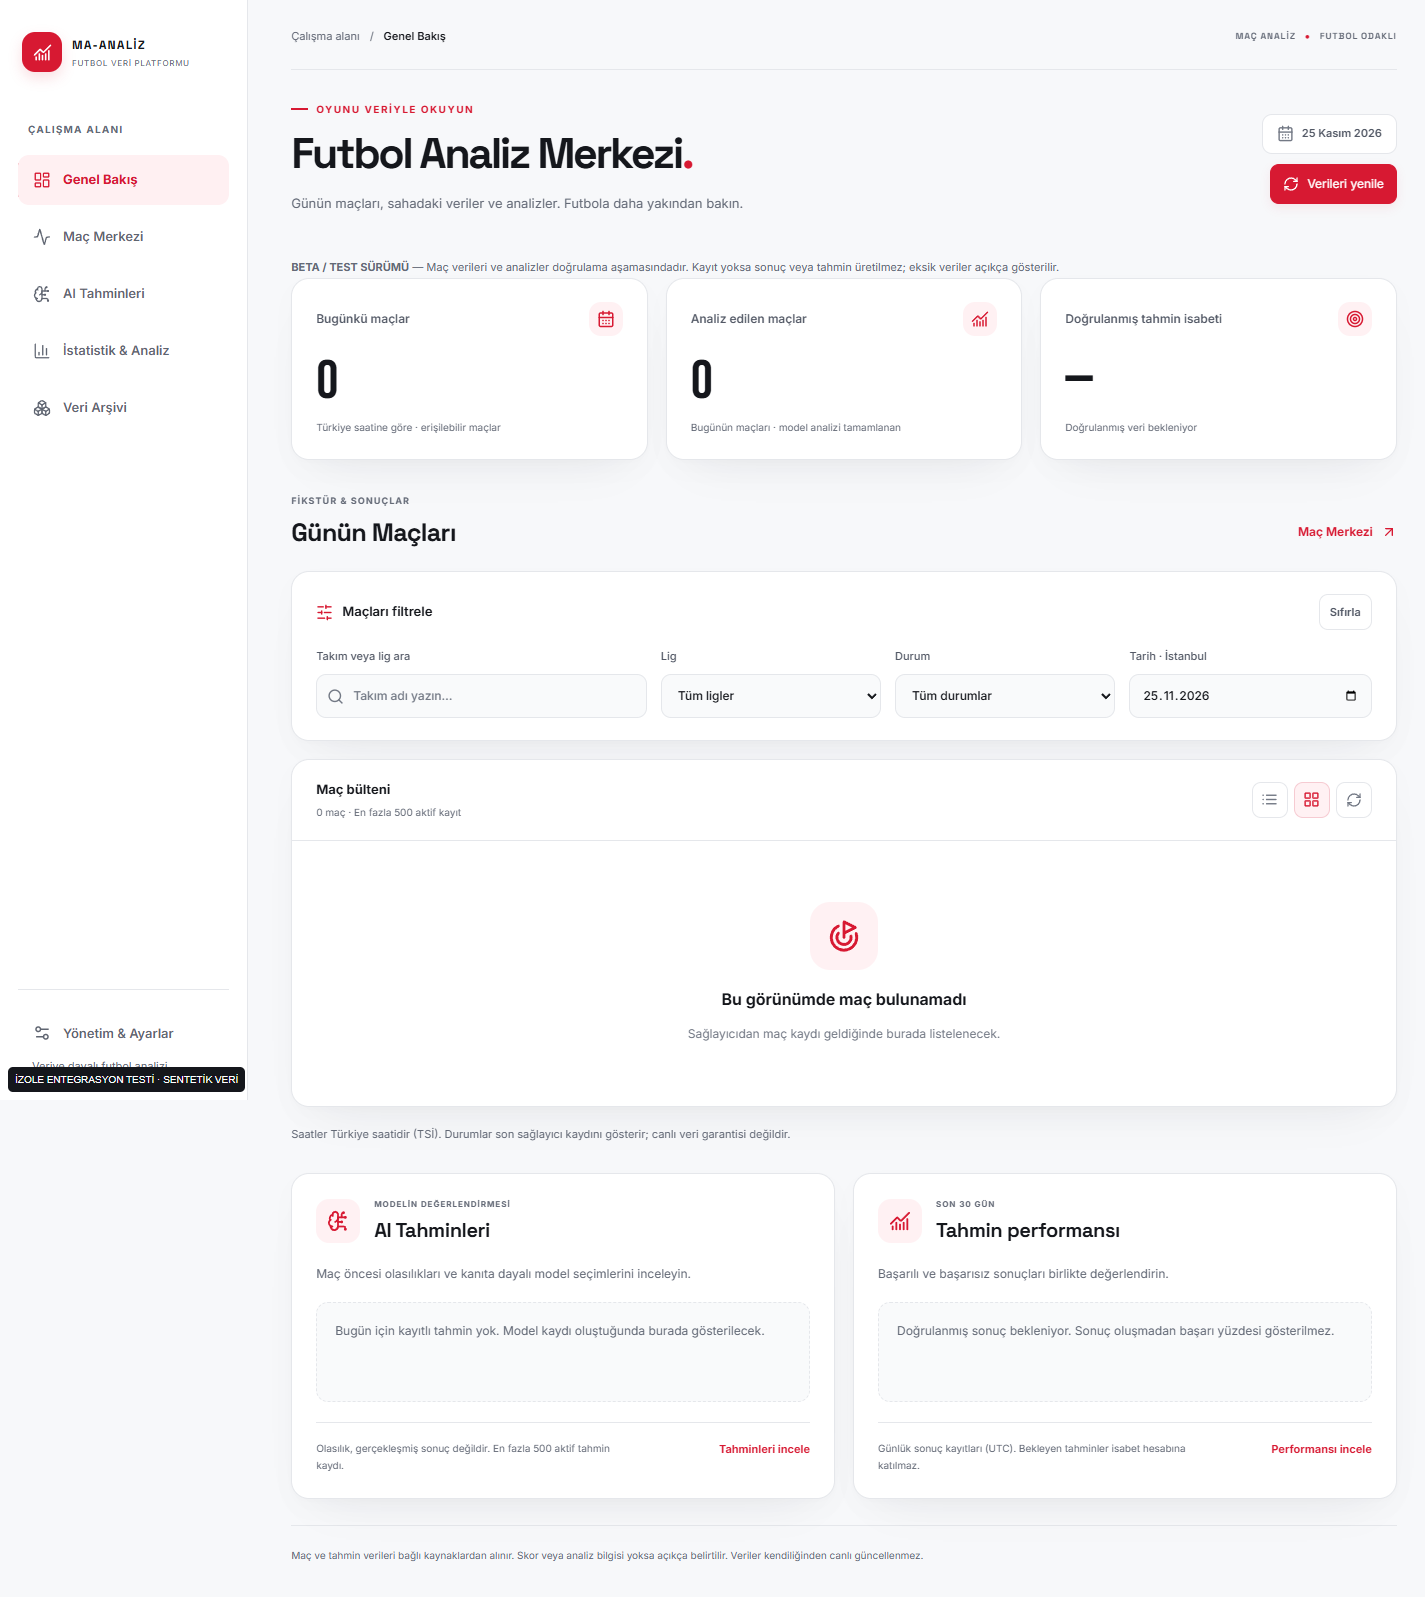 MA-ANALİZ
FUTBOL VERİ PLATFORMU
ÇALIŞMA ALANI
Genel Bakış
Maç Merkezi
AI Tahminleri
İstatistik & Analiz
Veri Arşivi
Yönetim & Ayarlar
Veriye dayalı futbol analizi
İZOLE ENTEGRASYON TESTİ · SENTETİK VERİ
Çalışma alanı / Genel Bakış
MAÇ ANALİZ • FUTBOL ODAKLI
OYUNU VERİYLE OKUYUN
Futbol Analiz Merkezi.
Günün maçları, sahadaki veriler ve analizler. Futbola daha yakından bakın.
25 Kasım 2026
Verileri yenile
BETA / TEST SÜRÜMÜ — Maç verileri ve analizler doğrulama aşamasındadır. Kayıt yoksa sonuç veya tahmin üretilmez; eksik veriler açıkça gösterilir.
Bugünkü maçlar
0
Türkiye saatine göre · erişilebilir maçlar
Analiz edilen maçlar
0
Bugünün maçları · model analizi tamamlanan
Doğrulanmış tahmin isabeti
—
Doğrulanmış veri bekleniyor
FİKSTÜR & SONUÇLAR
Günün Maçları
Maç Merkezi
Maçları filtrele
Sıfırla
Takım veya lig ara
Lig
Durum
Tarih · İstanbul
Takım adı yazın...
Tüm ligler
Tüm durumlar
25.11.2026
Maç bülteni
0 maç · En fazla 500 aktif kayıt
Bu görünümde maç bulunamadı
Sağlayıcıdan maç kaydı geldiğinde burada listelenecek.
Saatler Türkiye saatidir (TSİ). Durumlar son sağlayıcı kaydını gösterir; canlı veri garantisi değildir.
MODELİN DEĞERLENDİRMESİ
AI Tahminleri
Maç öncesi olasılıkları ve kanıta dayalı model seçimlerini inceleyin.
Bugün için kayıtlı tahmin yok. Model kaydı oluştuğunda burada gösterilecek.
Olasılık, gerçekleşmiş sonuç değildir. En fazla 500 aktif tahmin
kaydı.
Tahminleri incele
SON 30 GÜN
Tahmin performansı
Başarılı ve başarısız sonuçları birlikte değerlendirin.
Doğrulanmış sonuç bekleniyor. Sonuç oluşmadan başarı yüzdesi gösterilmez.
Günlük sonuç kayıtları (UTC). Bekleyen tahminler isabet hesabına
katılmaz.
Performansı incele
Maç ve tahmin verileri bağlı kaynaklardan alınır. Skor veya analiz bilgisi yoksa açıkça belirtilir. Veriler kendiliğinden canlı güncellenmez.